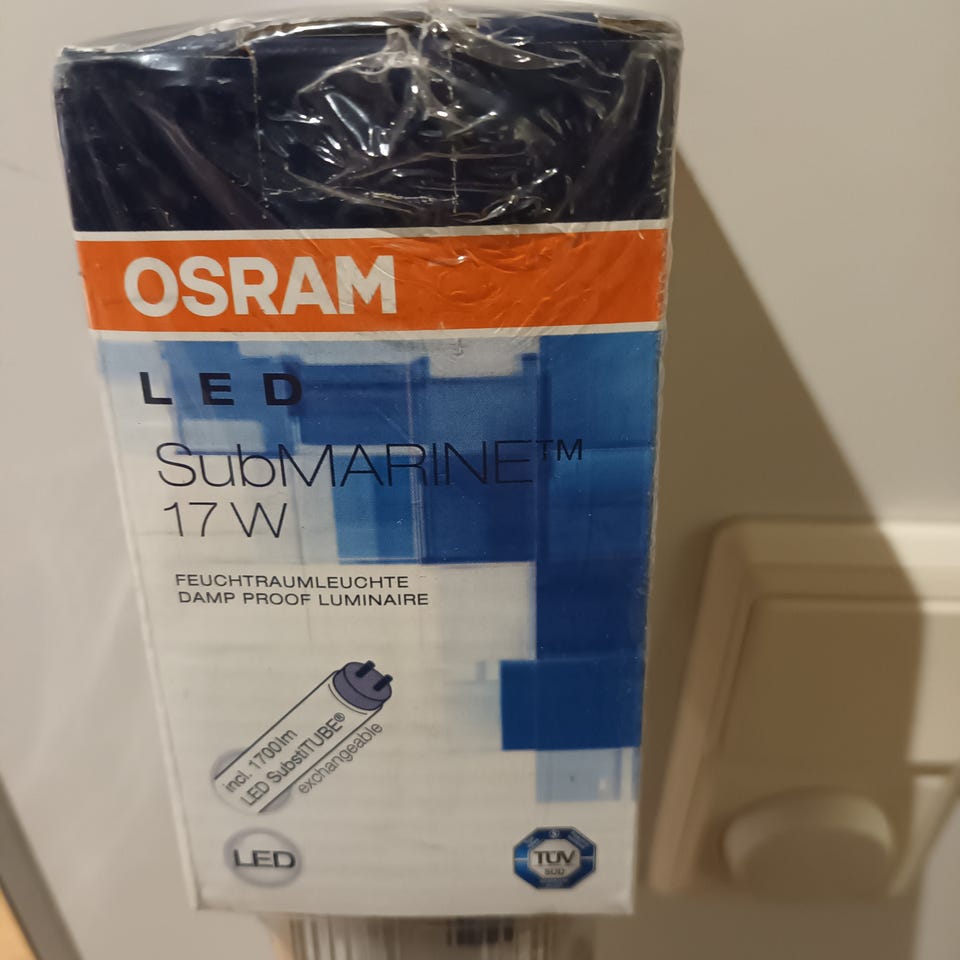 OSRAM
LED
SubMARINE™
17 W
FEUCHTRAUMLEUCHTE
DAMP PROOF LUMINAIRE
incl. 1700lm
LED SubstiTUBE®
exchangeable
LED
TÜV
SÜD